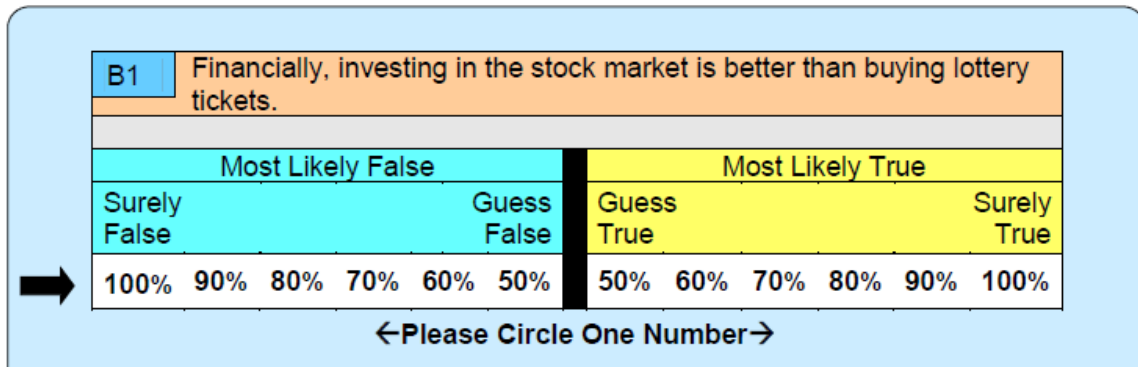 B1
Financially, investing in the stock market is better than buying lottery
tickets.
Most Likely False
Most Likely True
Surely Guess Guess Surely
False False True True
100% 90% 80% 70% 60% 50% 50% 60% 70% 80% 90% 100%
←Please Circle One Number→